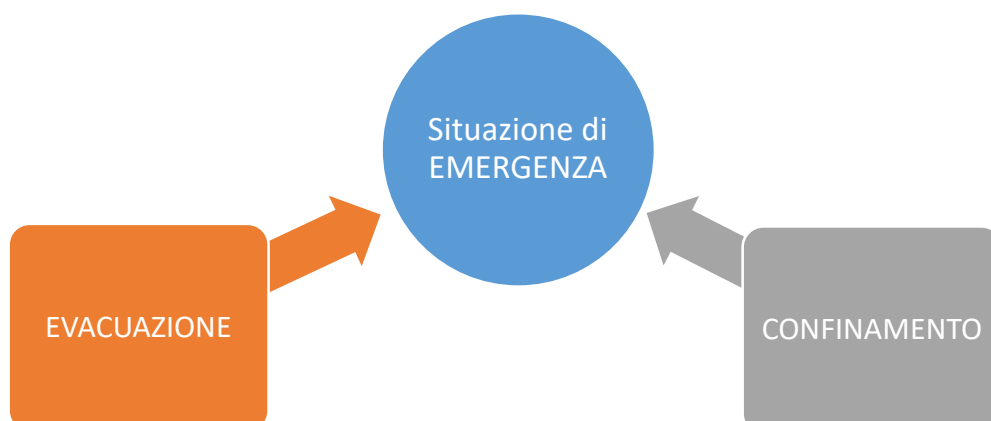 Situazione di
EMERGENZA
EVACUAZIONE
CONFINAMENTO